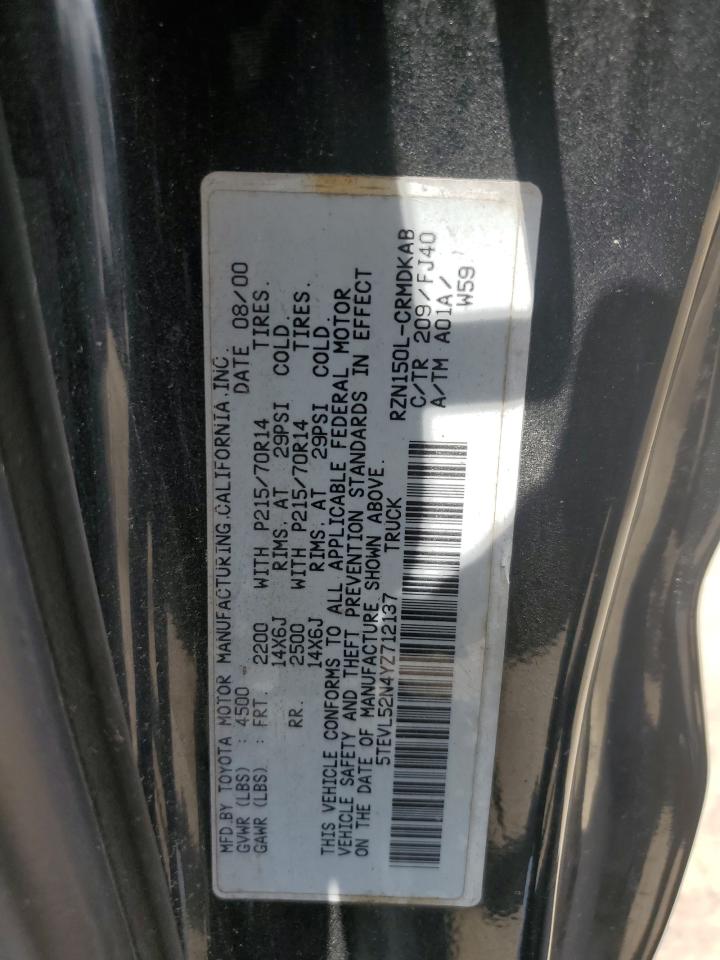 MFD.BY TOYOTA MOTOR MANUFACTURING,CALIFORNIA,INC.
GVWR (LBS) : 4500 DATE 08/00
GAWR (LBS) : FRT. 2200 WITH P215/70R14 TIRES.
14X6J RIMS. AT 29PSI COLD.
RR. 2500 WITH P215/70R14 TIRES.
14X6J RIMS. AT 29PSI COLD.
THIS VEHICLE CONFORMS TO ALL APPLICABLE FEDERAL MOTOR
VEHICLE SAFETY AND THEFT PREVENTION STANDARDS IN EFFECT
ON THE DATE OF MANUFACTURE SHOWN ABOVE.
5TEVL52N4YZ712137 TRUCK
RZN150L-CRMDKAB
C/TR 209/FJ40
A/TM A01A/
W59